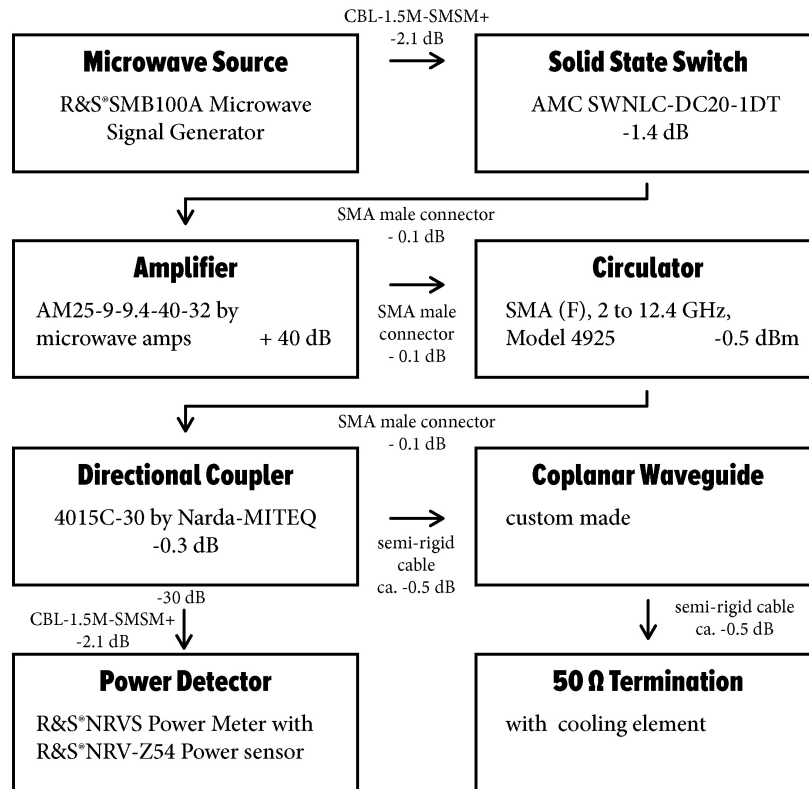 CBL-1.5M-SMSM+
-2.1 dB
Microwave Source
R&S®SMB100A Microwave
Signal Generator
Solid State Switch
AMC SWNLC-DC20-1DT
-1.4 dB
SMA male connector
- 0.1 dB
Amplifier
AM25-9-9.4-40-32 by
microwave amps + 40 dB
SMA male
connector
- 0.1 dB
Circulator
SMA (F), 2 to 12.4 GHz,
Model 4925 -0.5 dBm
SMA male connector
- 0.1 dB
Directional Coupler
4015C-30 by Narda-MITEQ
-0.3 dB
semi-rigid
cable
ca. -0.5 dB
Coplanar Waveguide
custom made
-30 dB
CBL-1.5M-SMSM+
-2.1 dB
semi-rigid cable
ca. -0.5 dB
Power Detector
R&S®NRVS Power Meter with
R&S®NRV-Z54 Power sensor
50 Ω Termination
with cooling element